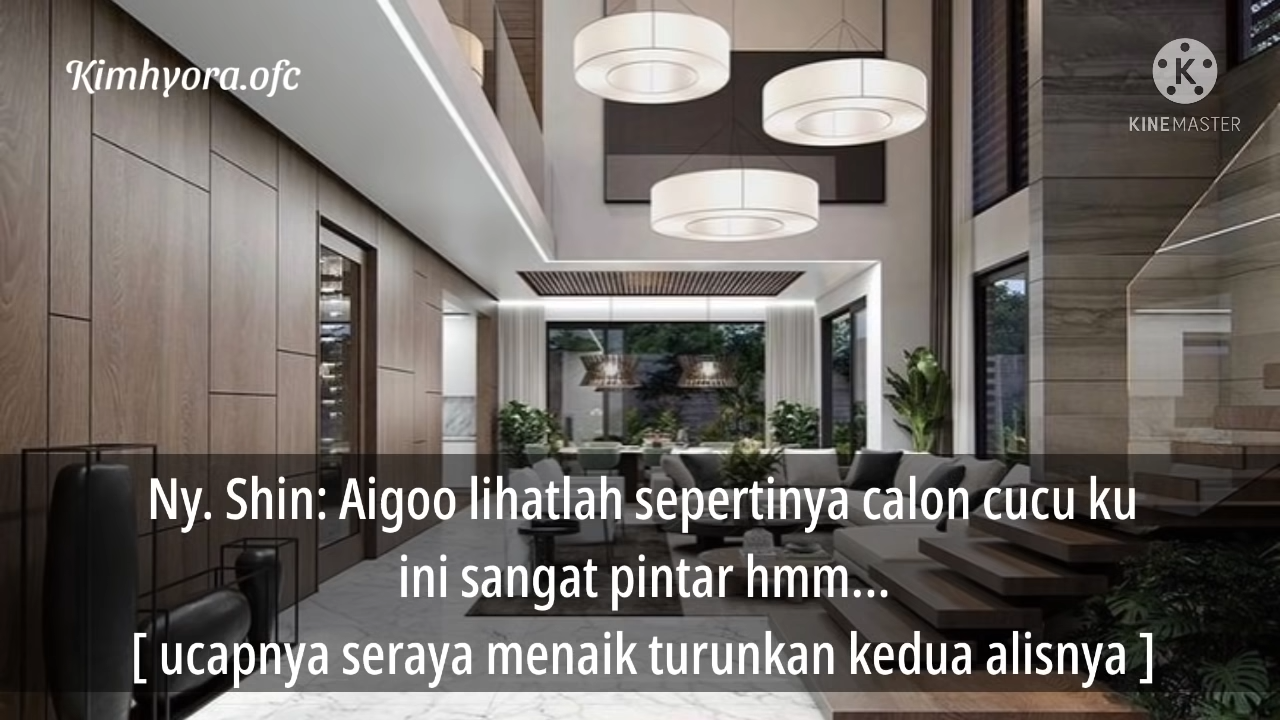 Kimhyora.ofc
K
KINEMASTER
Ny. Shin: Aigoo lihatlah sepertinya calon cucu ku
ini sangat pintar hmm...
[ ucapnya seraya menaik turunkan kedua alisnya ]